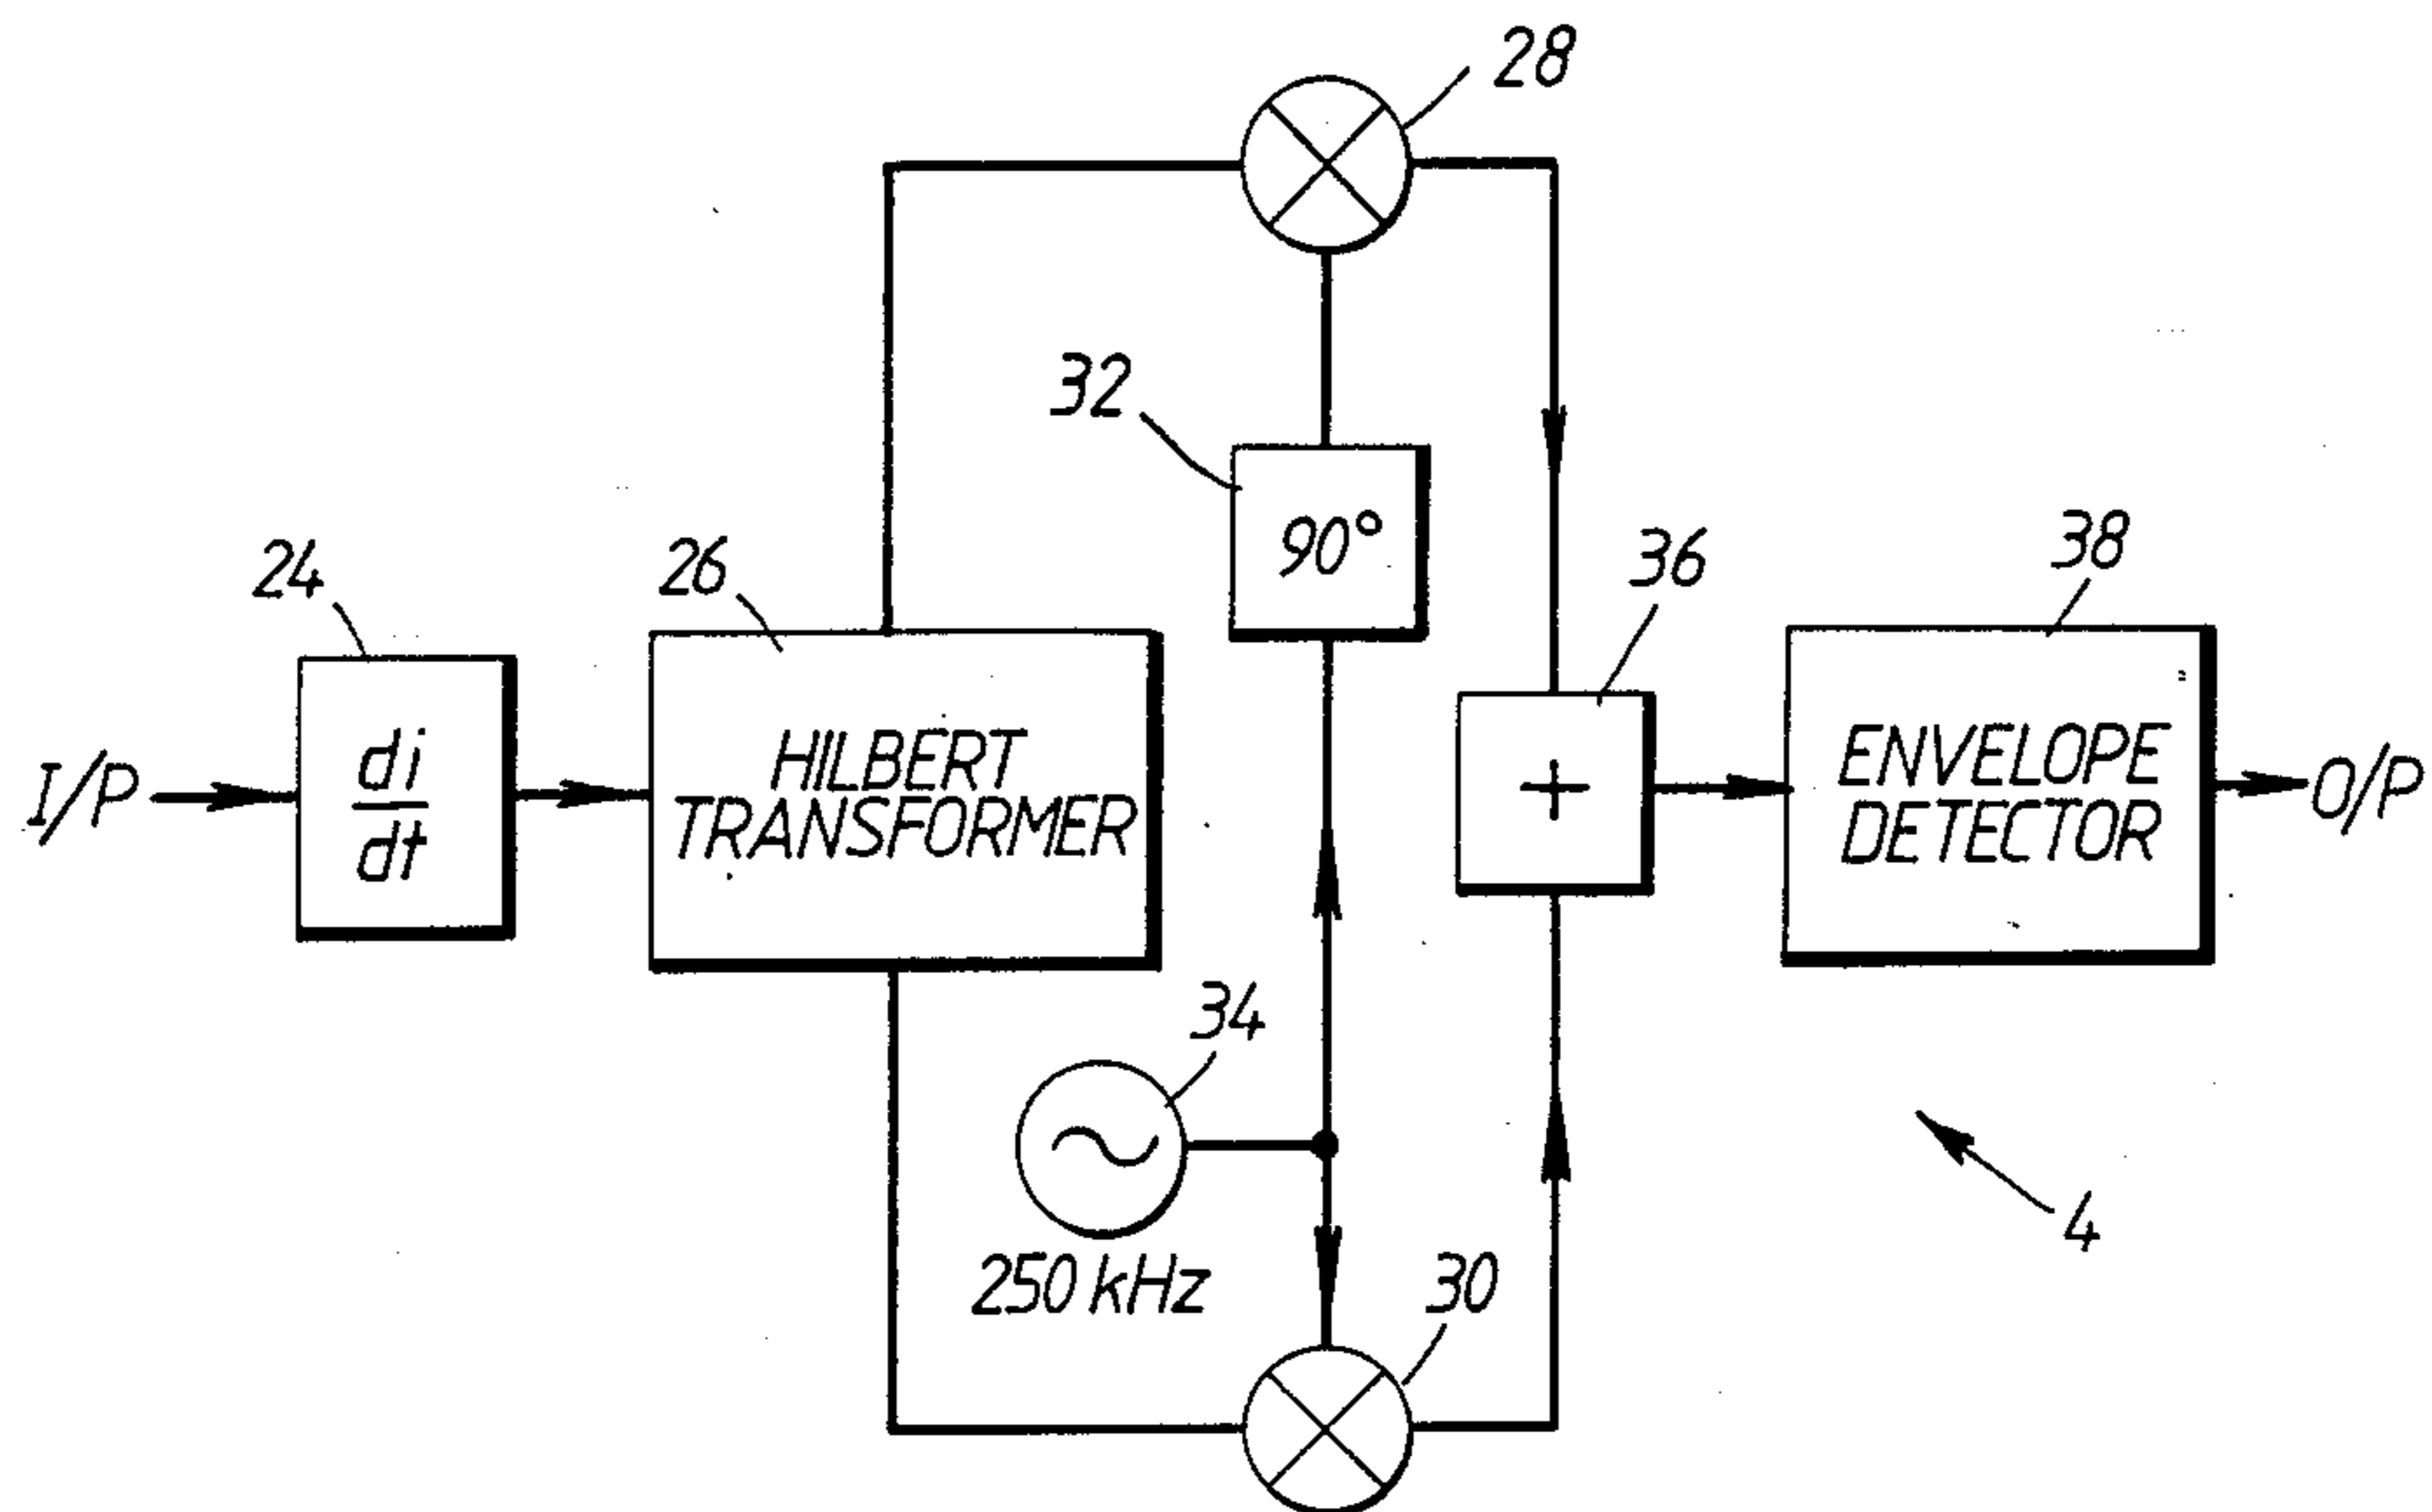 28
32
90°
24
26
36
38
I/P
di
dt
HILBERT
TRANSFORMER
+
ENVELOPE
DETECTOR
O/P
34
250 kHz
30
4